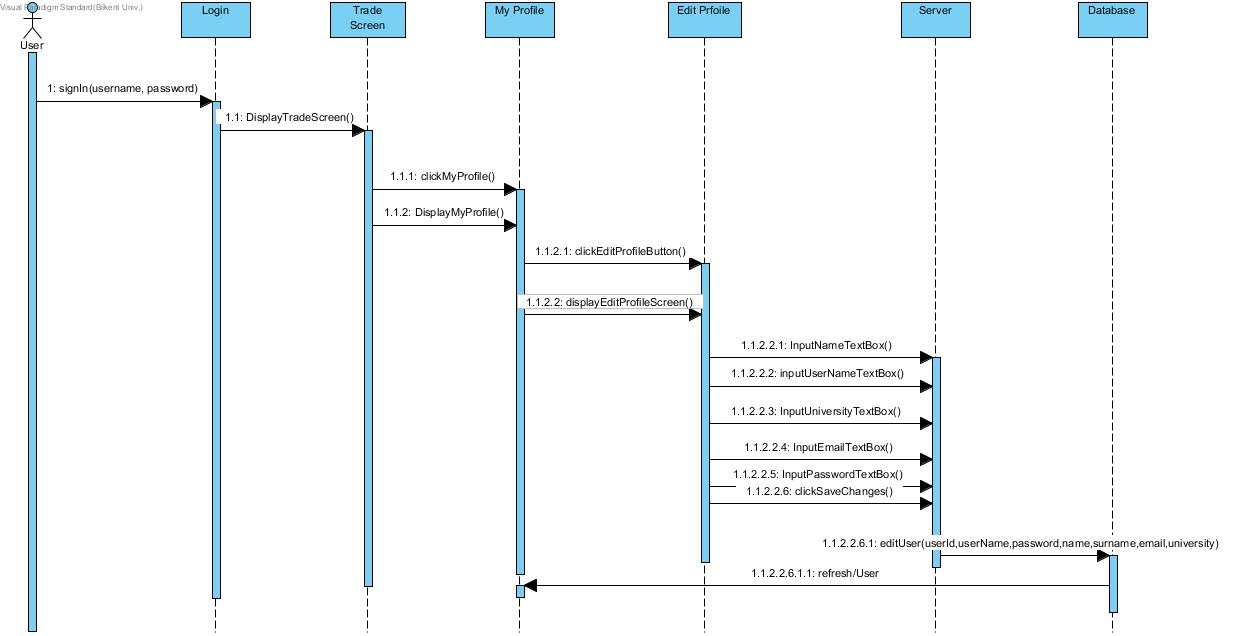 Visual Paradigm Standard(Bilkent Univ.)
User
Login
Trade
Screen
My Profile
Edit Prfoile
Server
Database
1: signIn(username, password)
1.1: DisplayTradeScreen()
1.1.1: clickMyProfile()
1.1.2: DisplayMyProfile()
1.1.2.1: clickEditProfileButton()
1.1.2.2: displayEditProfileScreen()
1.1.2.2.1: InputNameTextBox()
1.1.2.2.2: inputUserNameTextBox()
1.1.2.2.3: InputUniversityTextBox()
1.1.2.2.4: InputEmailTextBox()
1.1.2.2.5: InputPasswordTextBox()
1.1.2.2.6: clickSaveChanges()
1.1.2.2.6.1: editUser(userId,userName,password,name,surname,email,university)
1.1.2.2.6.1.1: refresh/User